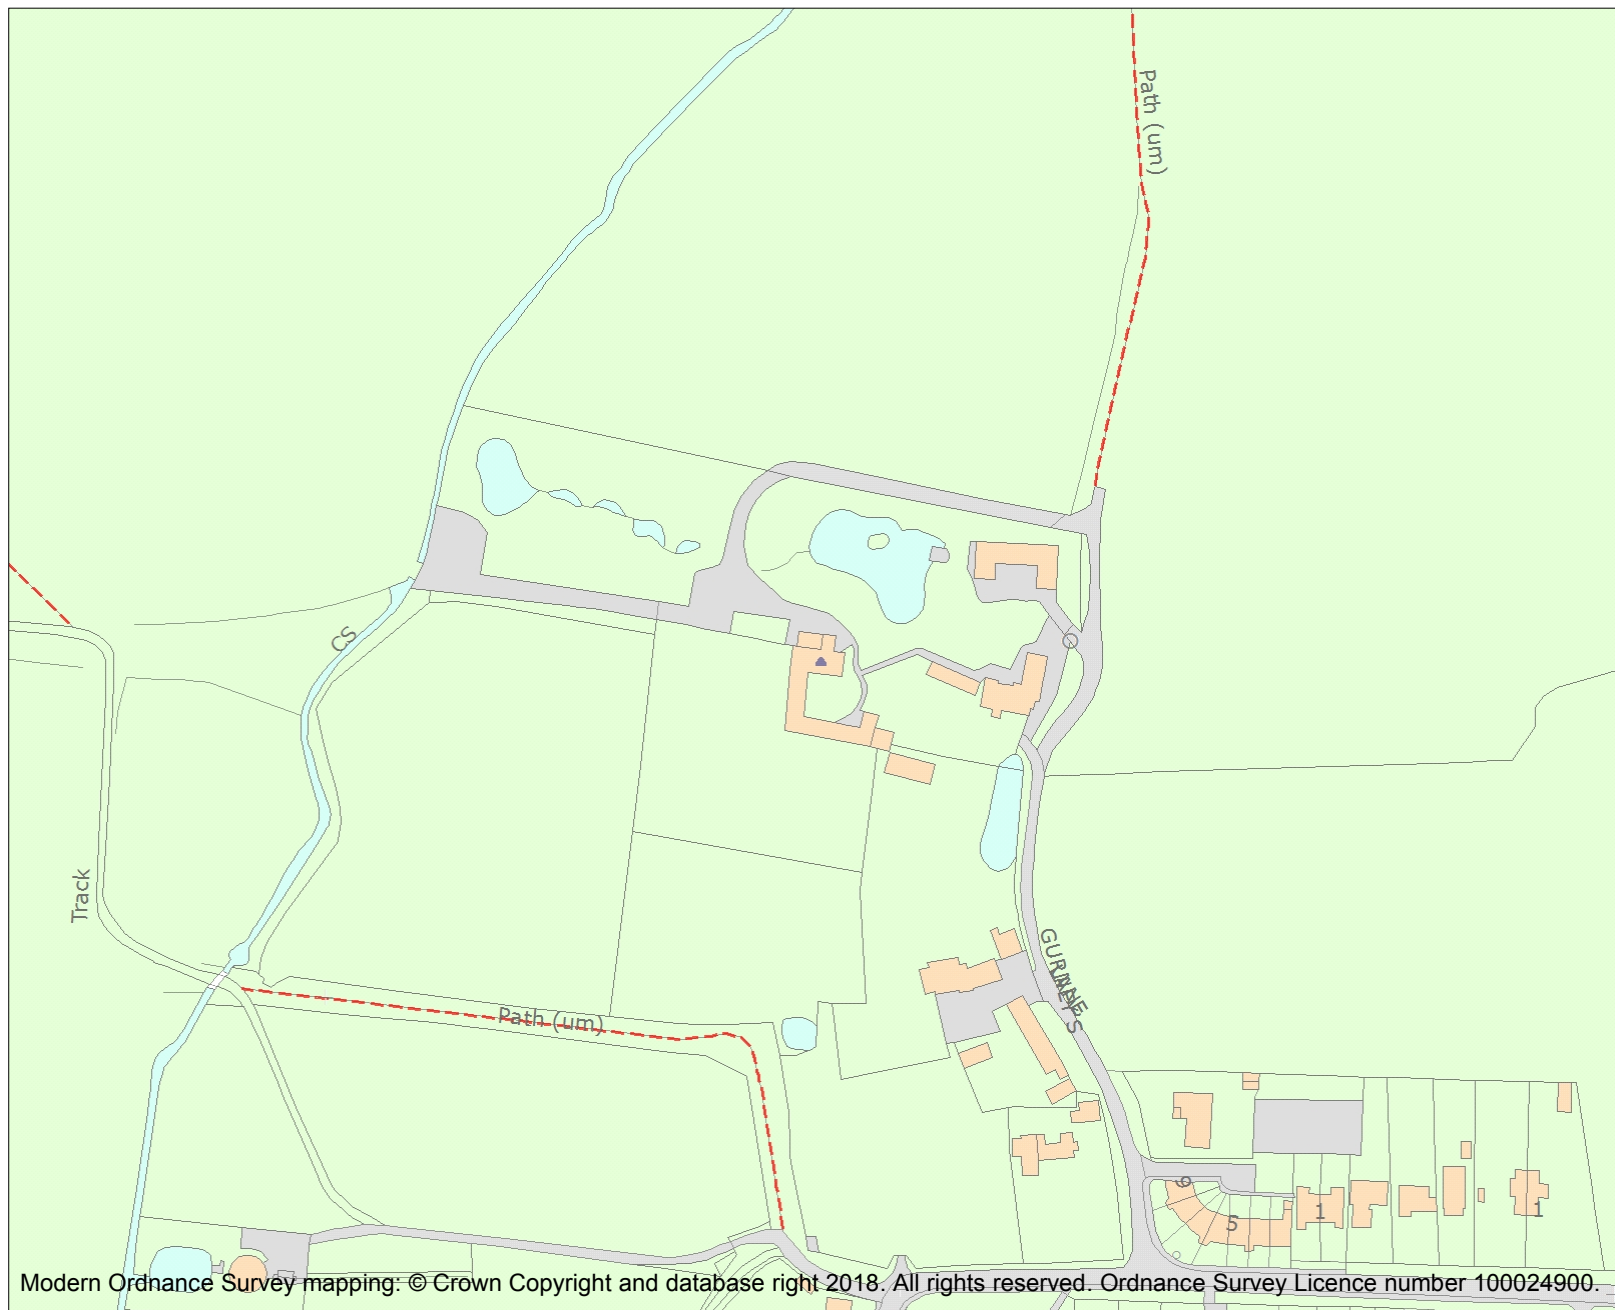 Path (um)
CS
Track
Path (um)
GURNEY'S
LANE
9
5
1
1
Modern Ordnance Survey mapping: © Crown Copyright and database right 2018. All rights reserved. Ordnance Survey Licence number 100024900.